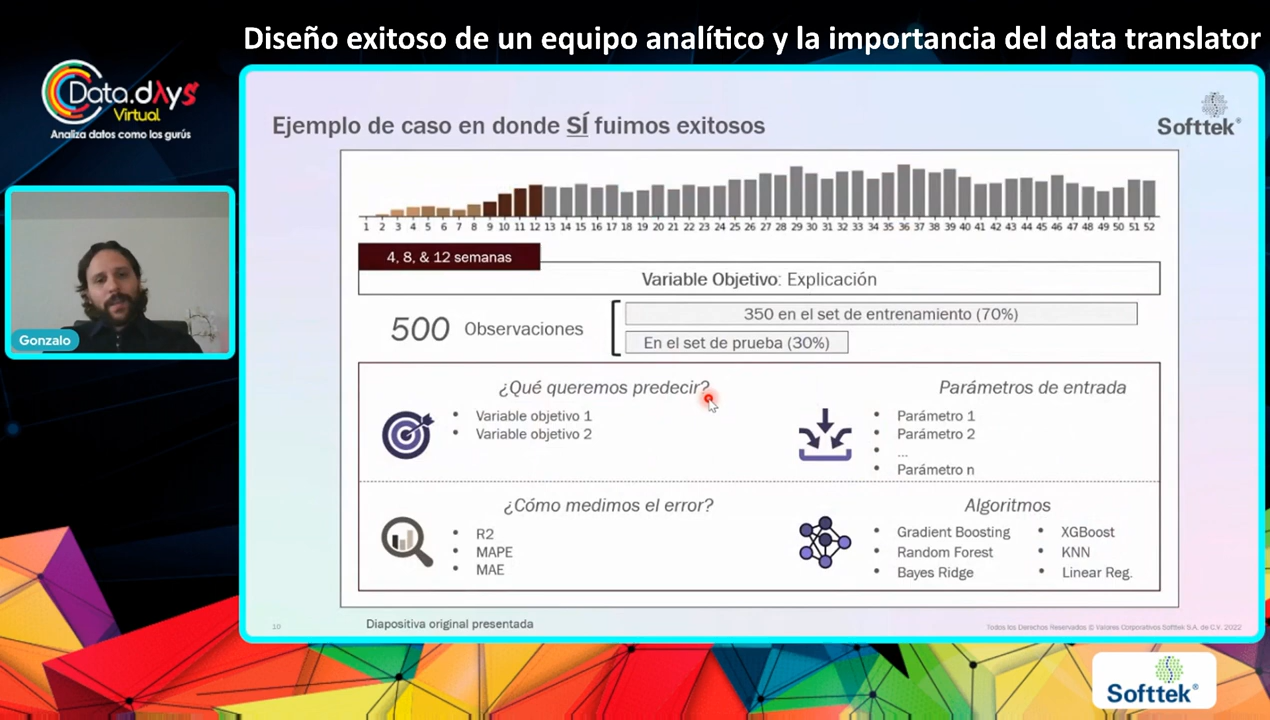 Diseño exitoso de un equipo analítico y la importancia del data translator
Data.dAyS
Virtual
Analiza datos como los gurús
Gonzalo
Ejemplo de caso en donde SÍ fuimos exitosos
Softtek®
1 2 3 4 5 6 7 8 9 10 11 12 13 14 15 16 17 18 19 20 21 22 23 24 25 26 27 28 29 30 31 32 33 34 35 36 37 38 39 40 41 42 43 44 45 46 47 48 49 50 51 52
4, 8, & 12 semanas
Variable Objetivo: Explicación
500 Observaciones
350 en el set de entrenamiento (70%)
En el set de prueba (30%)
¿Qué queremos predecir?
• Variable objetivo 1
• Variable objetivo 2
Parámetros de entrada
• Parámetro 1
• Parámetro 2
• ...
• Parámetro n
¿Cómo medimos el error?
• R2
• MAPE
• MAE
Algoritmos
• Gradient Boosting
• Random Forest
• Bayes Ridge
• XGBoost
• KNN
• Linear Reg.
10
Diapositiva original presentada
Todos los Derechos Reservados © Valores Corporativos Softtek S.A. de C.V. 2022
Softtek®